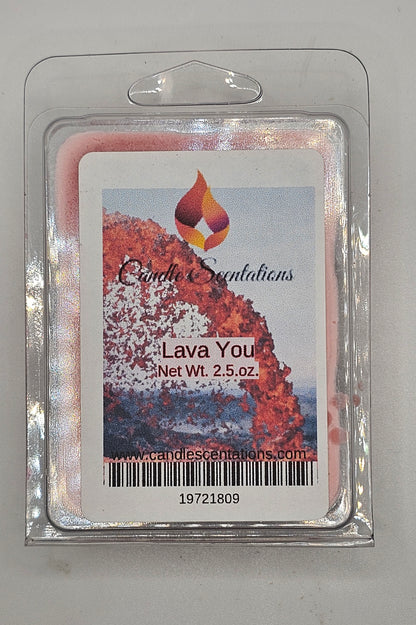 Candle Scentations
Lava You
Net Wt. 2.5.oz.
www.candlescentations.com
19721809